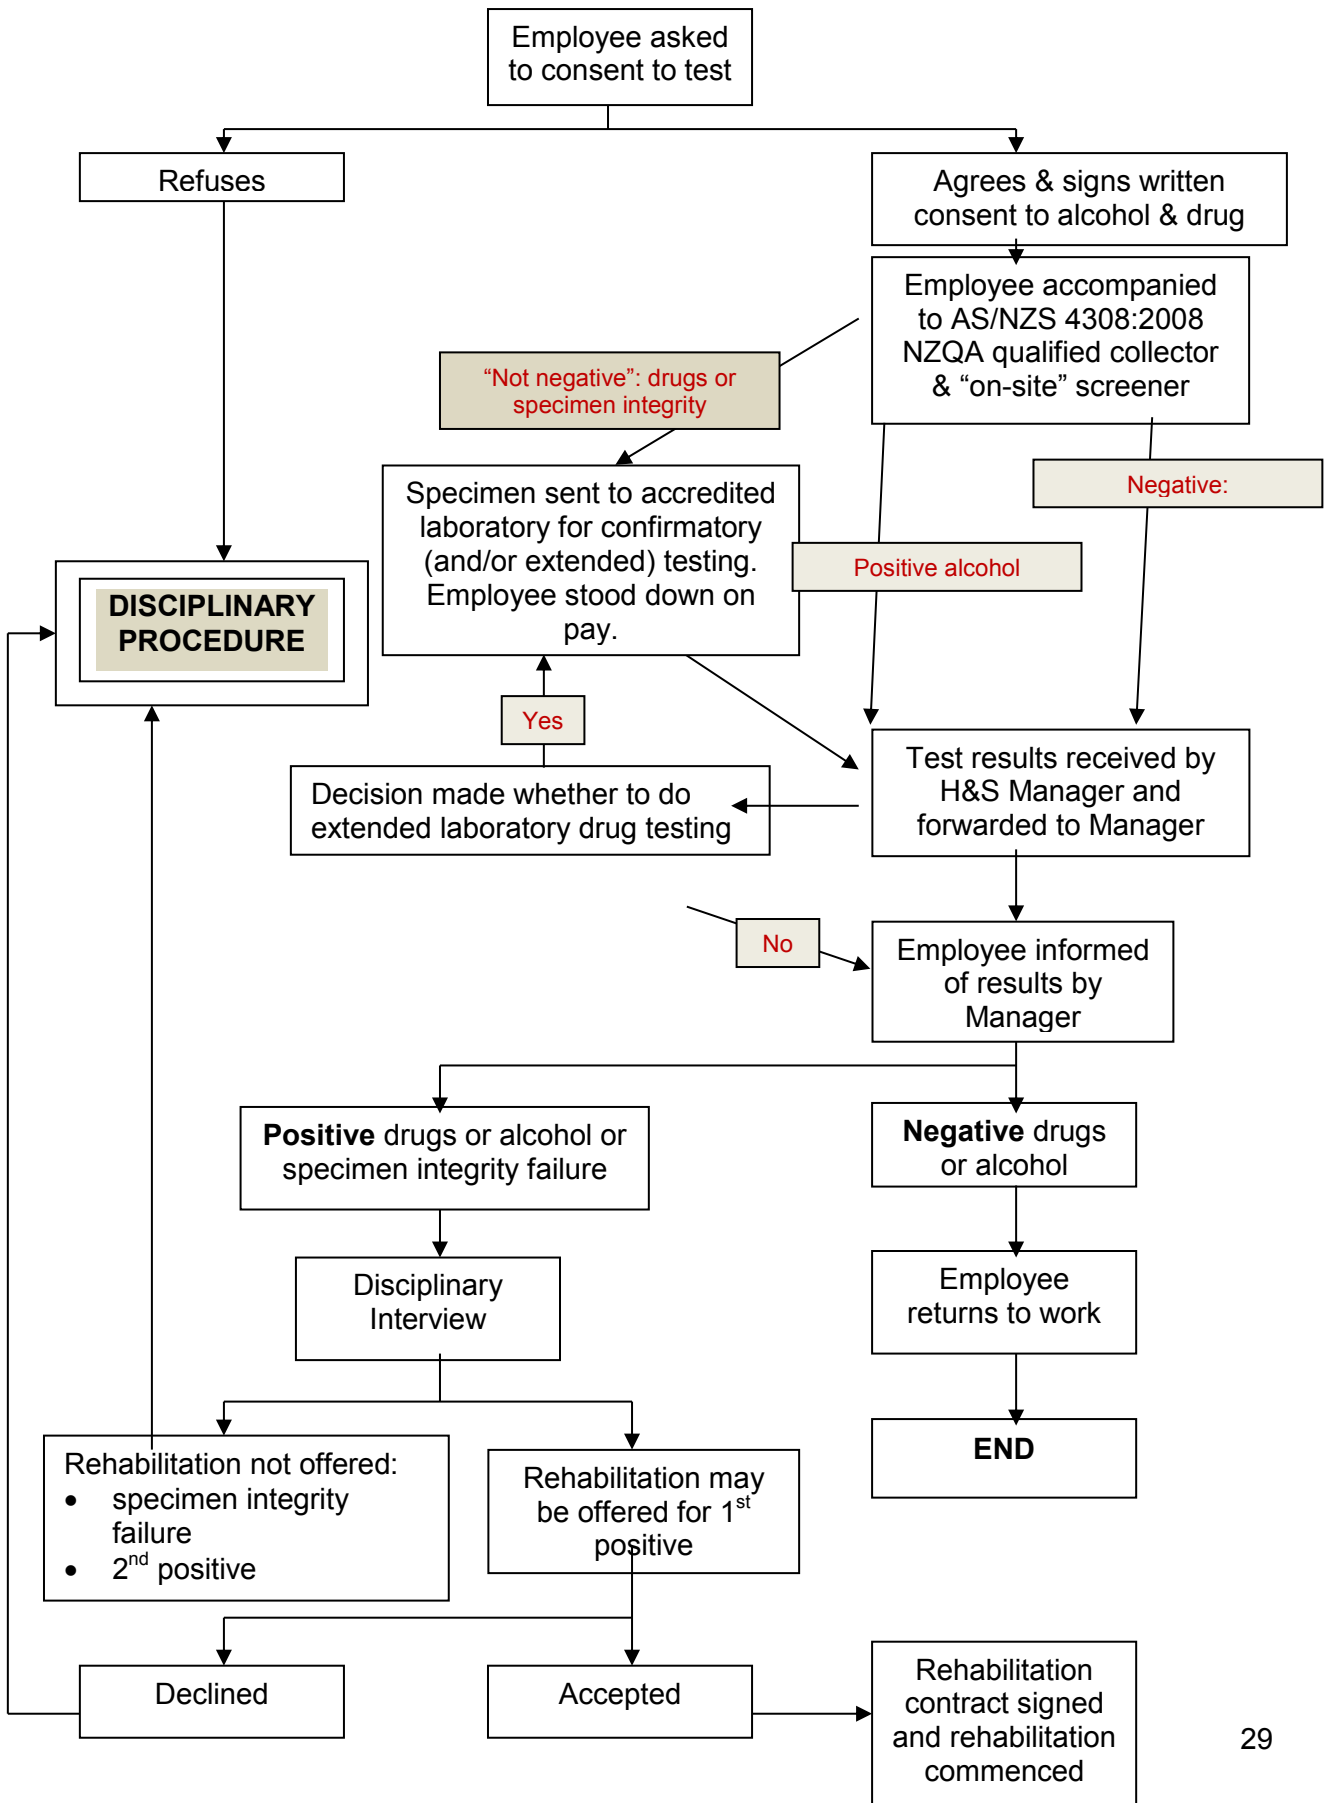 Employee asked
to consent to test
Refuses
Agrees & signs written
consent to alcohol & drug
Employee accompanied
to AS/NZS 4308:2008
NZQA qualified collector
& “on-site” screener
“Not negative”: drugs or
specimen integrity
Negative:
Specimen sent to accredited
laboratory for confirmatory
(and/or extended) testing.
Employee stood down on
pay.
Positive alcohol
DISCIPLINARY
PROCEDURE
Yes
Test results received by
H&S Manager and
forwarded to Manager
Decision made whether to do
extended laboratory drug testing
No
Employee informed
of results by
Manager
Positive drugs or alcohol or
specimen integrity failure
Negative drugs
or alcohol
Disciplinary
Interview
Employee
returns to work
END
Rehabilitation not offered:
• specimen integrity
failure
• 2nd positive
Rehabilitation may
be offered for 1st
positive
Declined
Accepted
Rehabilitation
contract signed
and rehabilitation
commenced
29